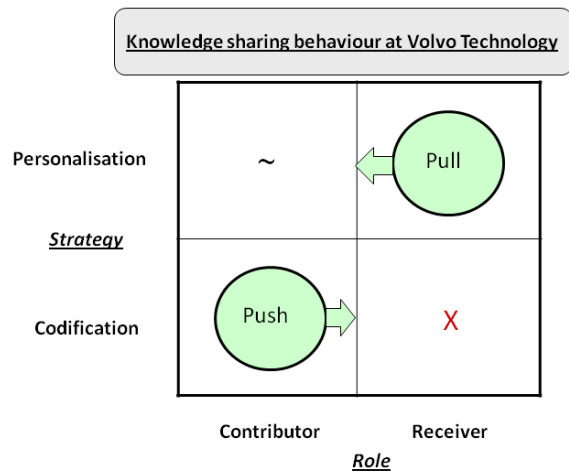 Knowledge sharing behaviour at Volvo Technology
Personalisation
~
Pull
Strategy
Codification
Push
X
Contributor
Receiver
Role